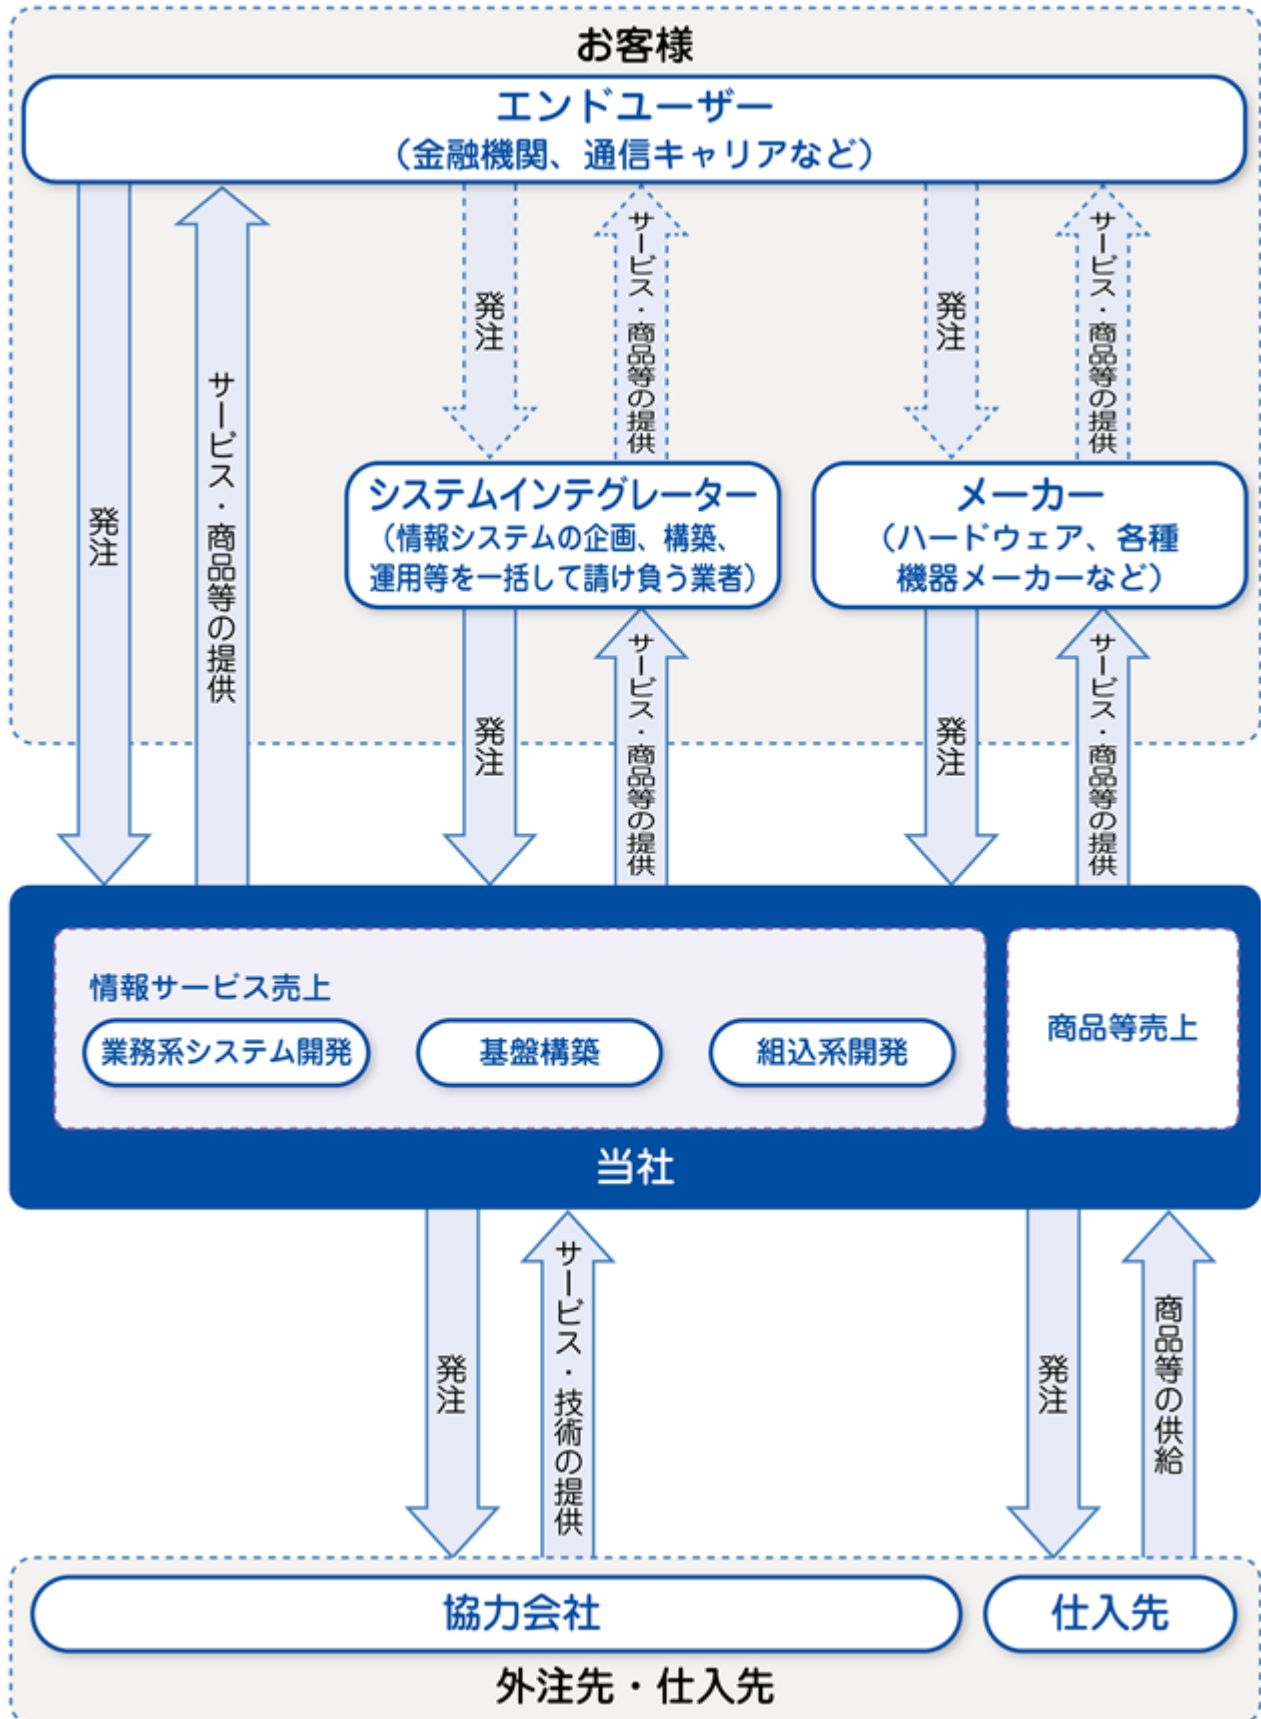 お客様
エンドユーザー
（金融機関、通信キャリアなど）
発注
サービス・商品等の提供
発注
サービス・商品等の提供
発注
サービス・商品等の提供
システムインテグレーター
（情報システムの企画、構築、
運用等を一括して請け負う業者）
メーカー
（ハードウェア、各種
機器メーカーなど）
発注
サービス・商品等の提供
発注
サービス・商品等の提供
情報サービス売上
業務系システム開発
基盤構築
組込系開発
商品等売上
当社
発注
サービス・技術の提供
発注
商品等の供給
協力会社
仕入先
外注先・仕入先